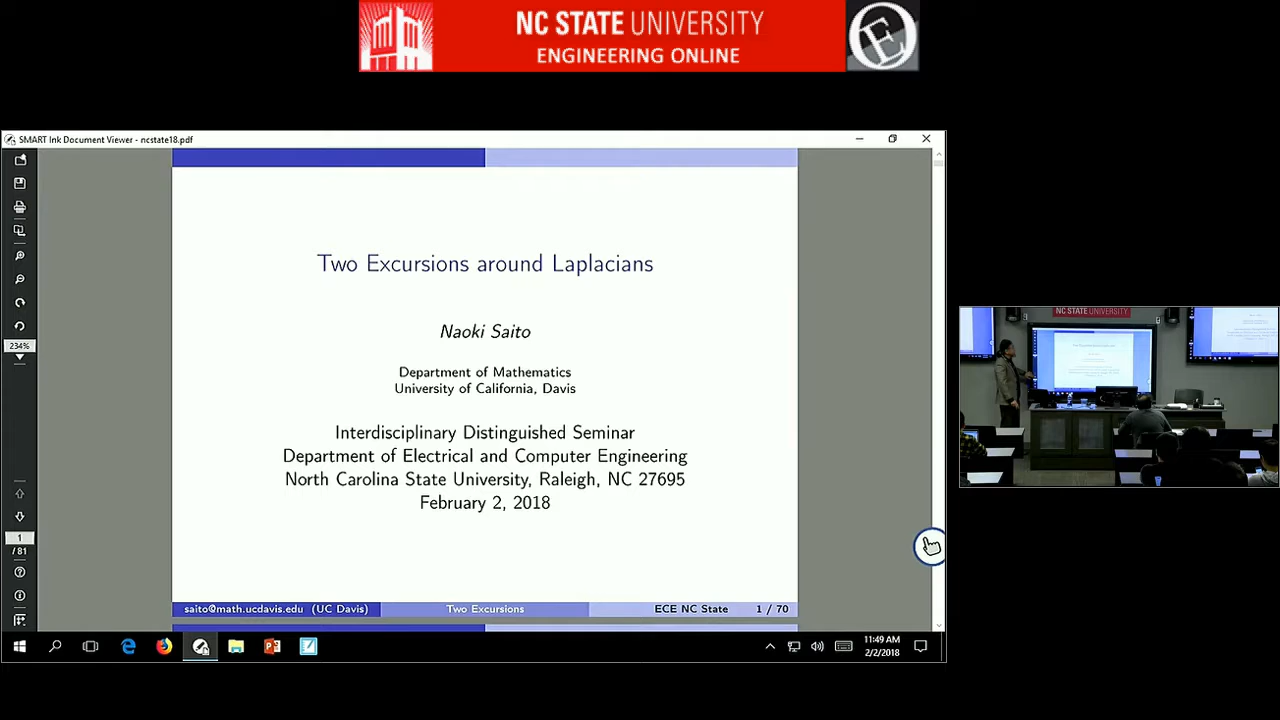 NC STATE UNIVERSITY
ENGINEERING ONLINE
SMART Ink Document Viewer - ncstate18.pdf
Two Excursions around Laplacians
Naoki Saito
Department of Mathematics
University of California, Davis
Interdisciplinary Distinguished Seminar
Department of Electrical and Computer Engineering
North Carolina State University, Raleigh, NC 27695
February 2, 2018
234%
1
/ 81
saito@math.ucdavis.edu (UC Davis) Two Excursions ECE NC State 1 / 70
11:49 AM
2/2/2018
NC STATE UNIVERSITY